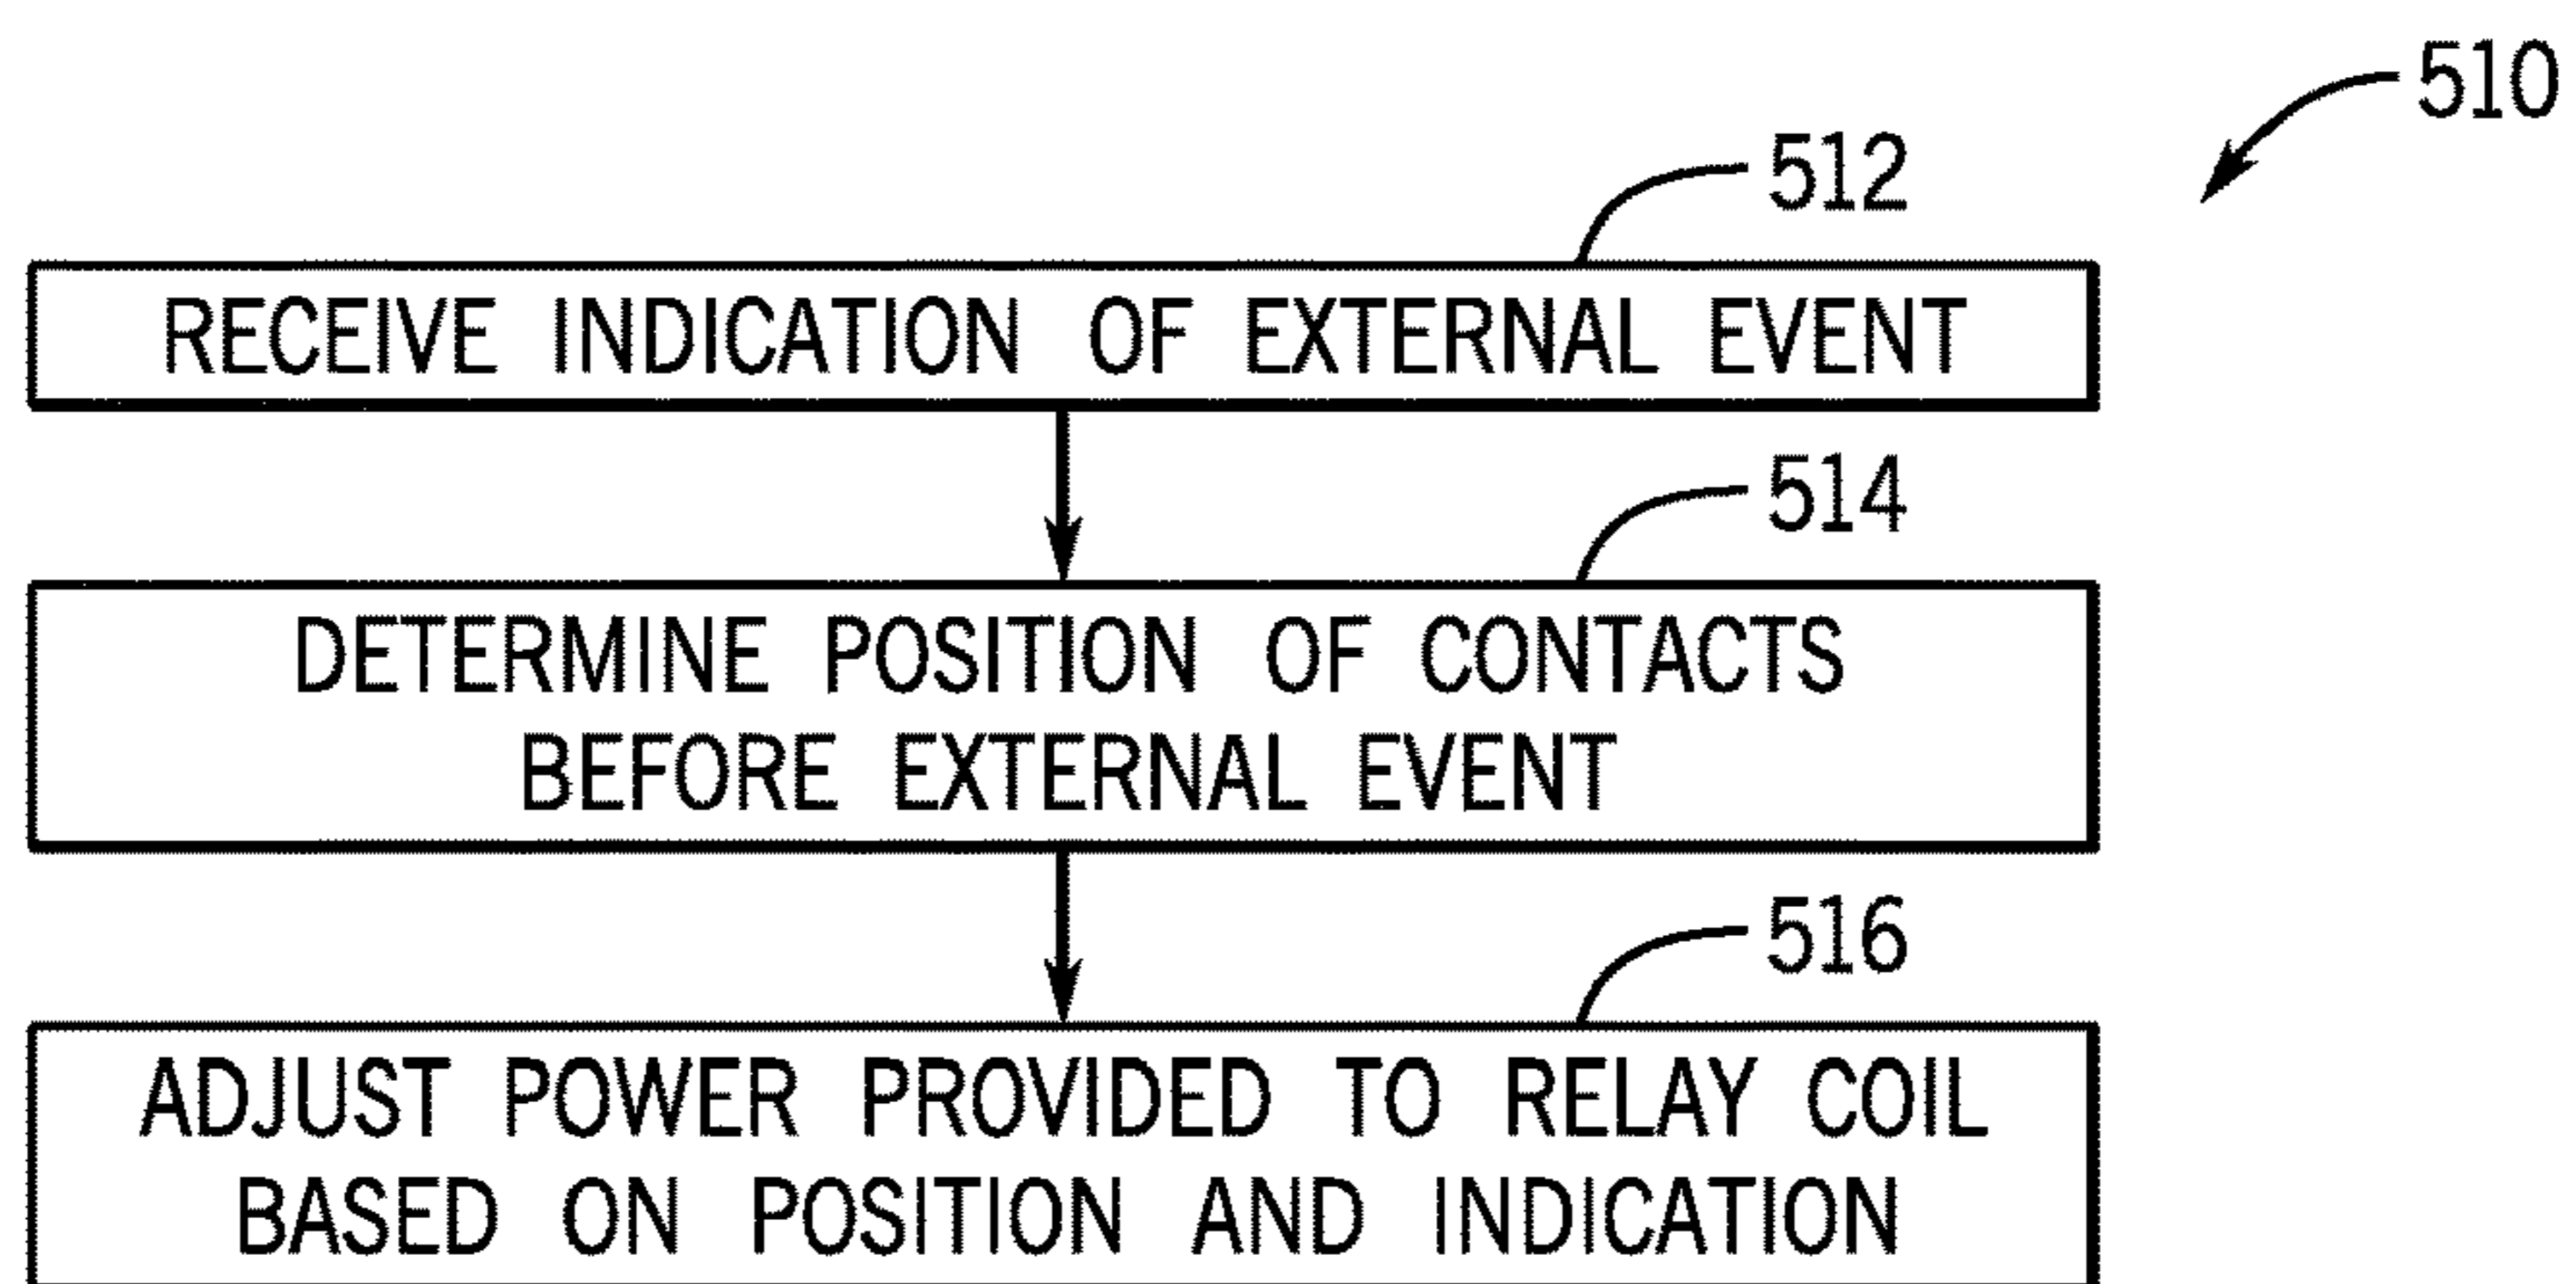 510
512
RECEIVE INDICATION OF EXTERNAL EVENT
514
DETERMINE POSITION OF CONTACTS
BEFORE EXTERNAL EVENT
516
ADJUST POWER PROVIDED TO RELAY COIL
BASED ON POSITION AND INDICATION